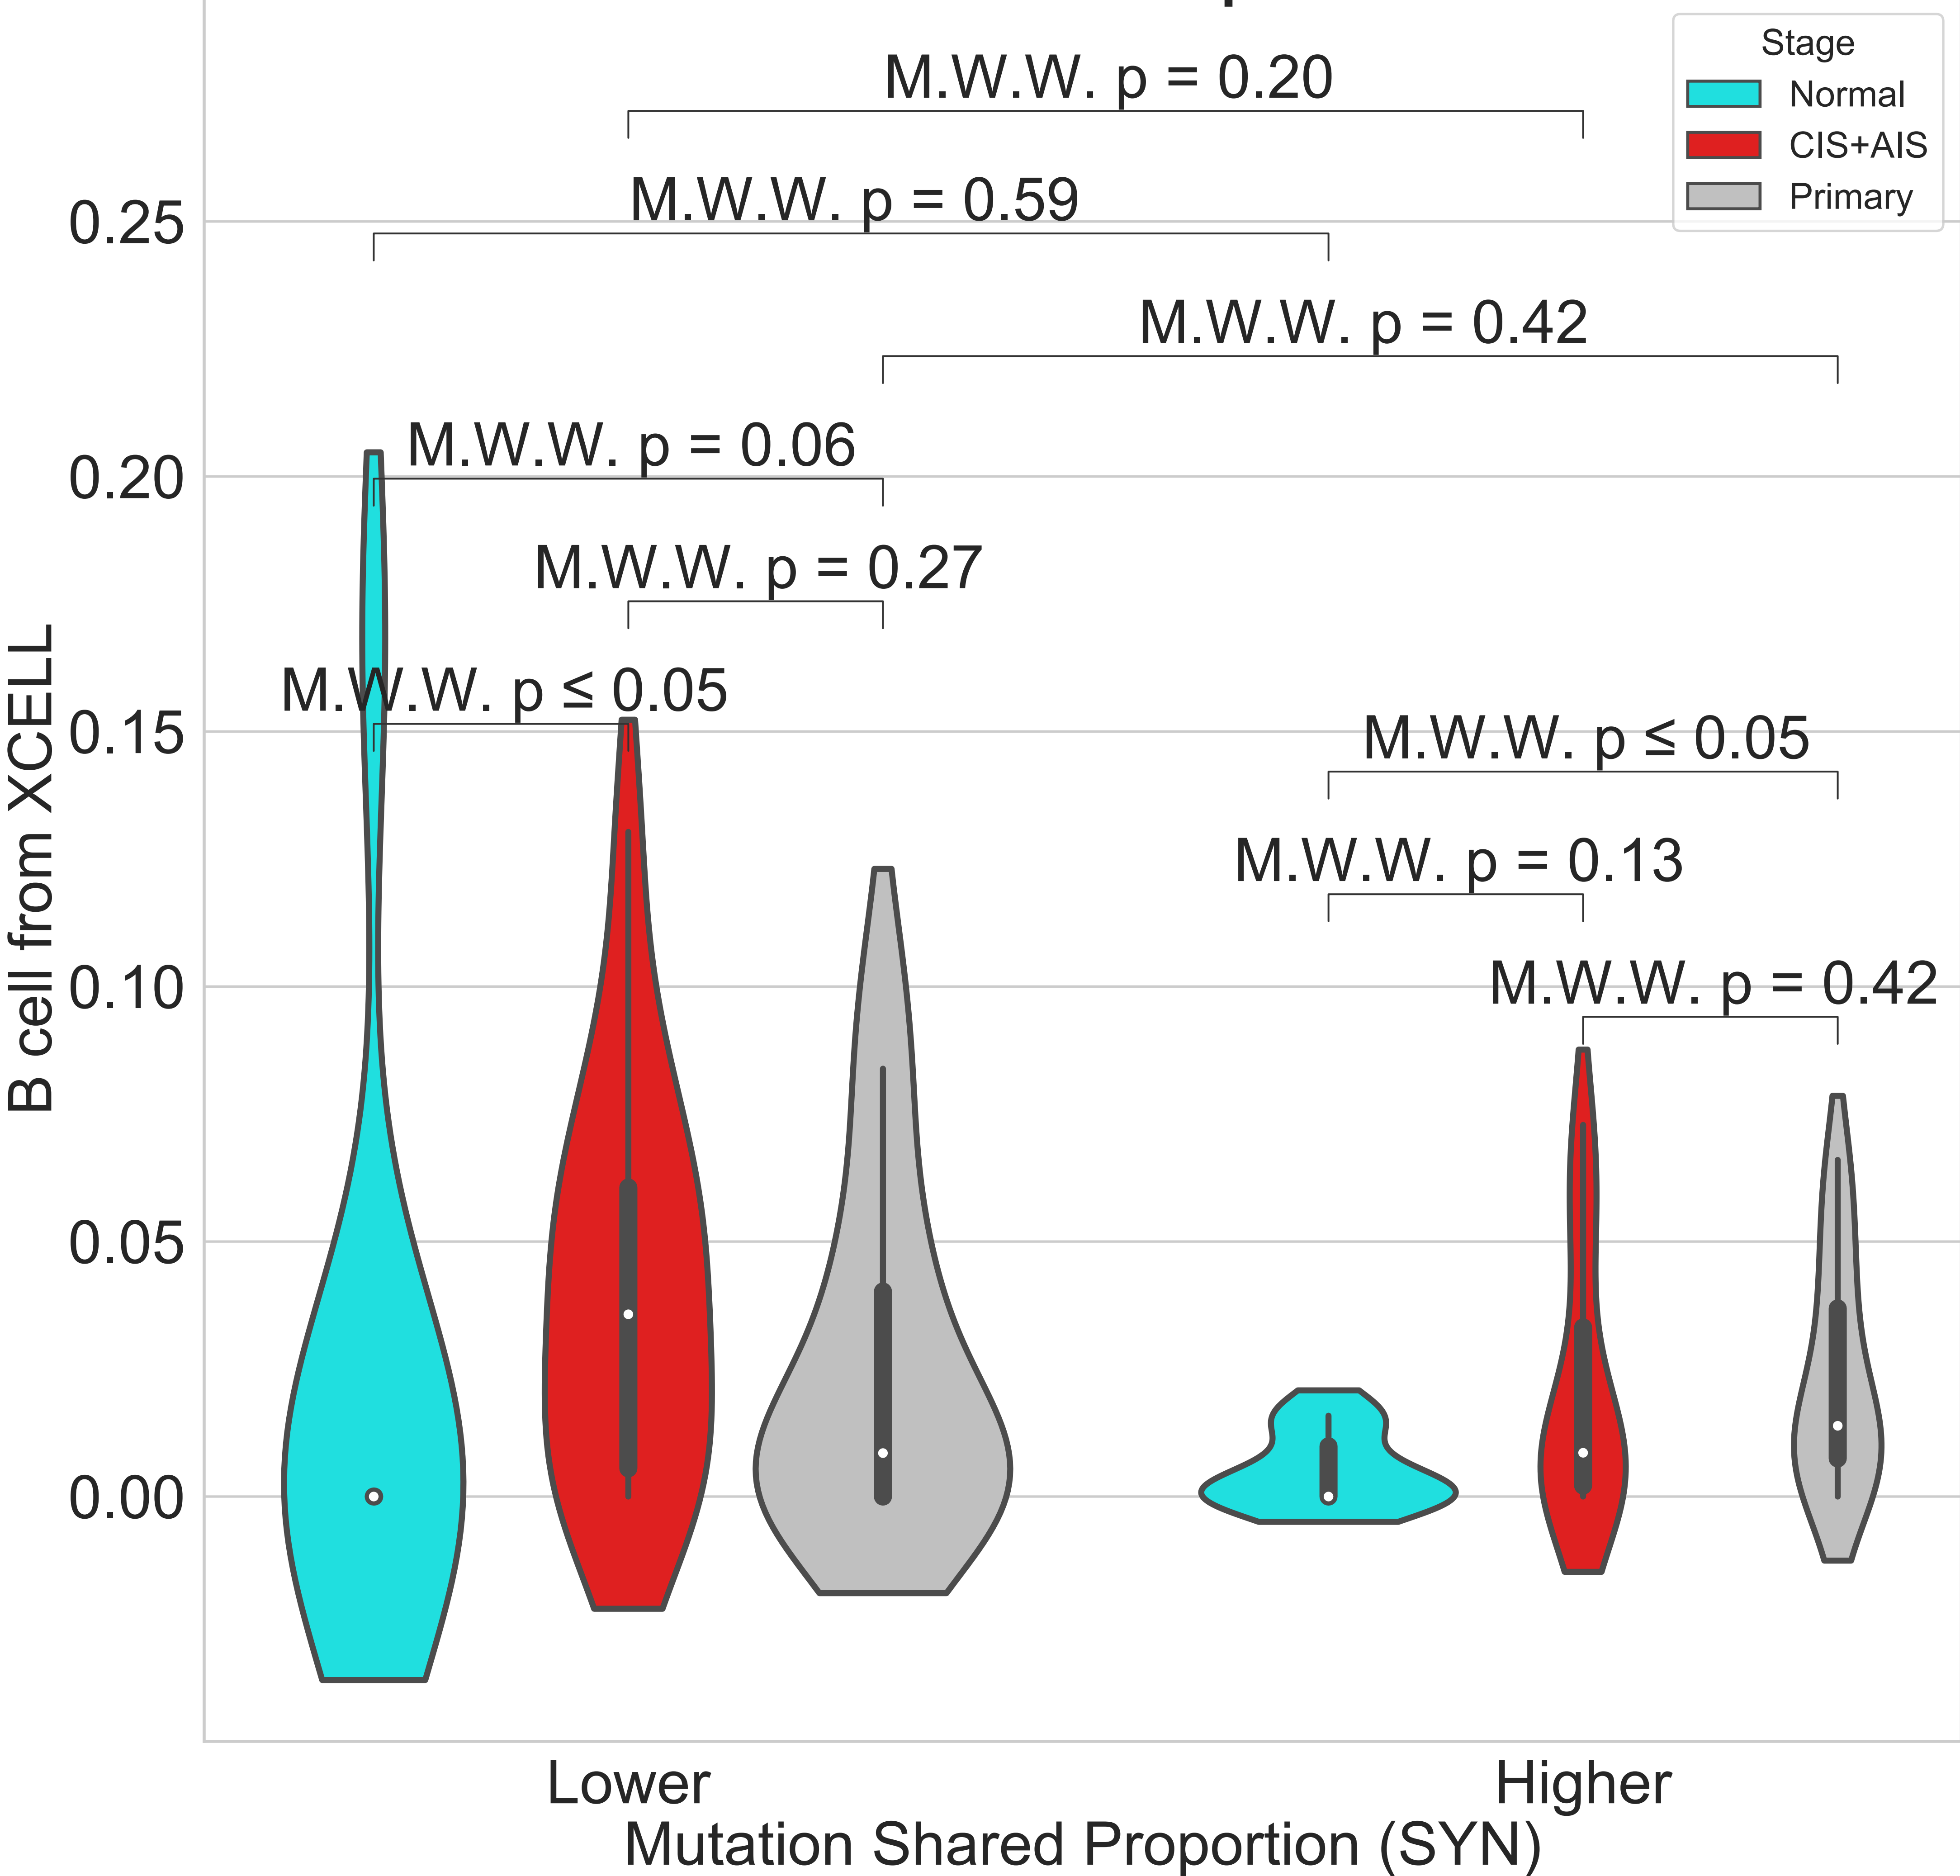 Stage
Normal
CIS+AIS
Primary
M.W.W. p = 0.20
M.W.W. p = 0.59
M.W.W. p = 0.42
M.W.W. p = 0.06
M.W.W. p = 0.27
M.W.W. p ≤ 0.05
M.W.W. p ≤ 0.05
M.W.W. p = 0.13
M.W.W. p = 0.42
0.25
0.20
0.15
0.10
0.05
0.00
B cell from XCELL
Lower
Higher
Mutation Shared Proportion (SYN)